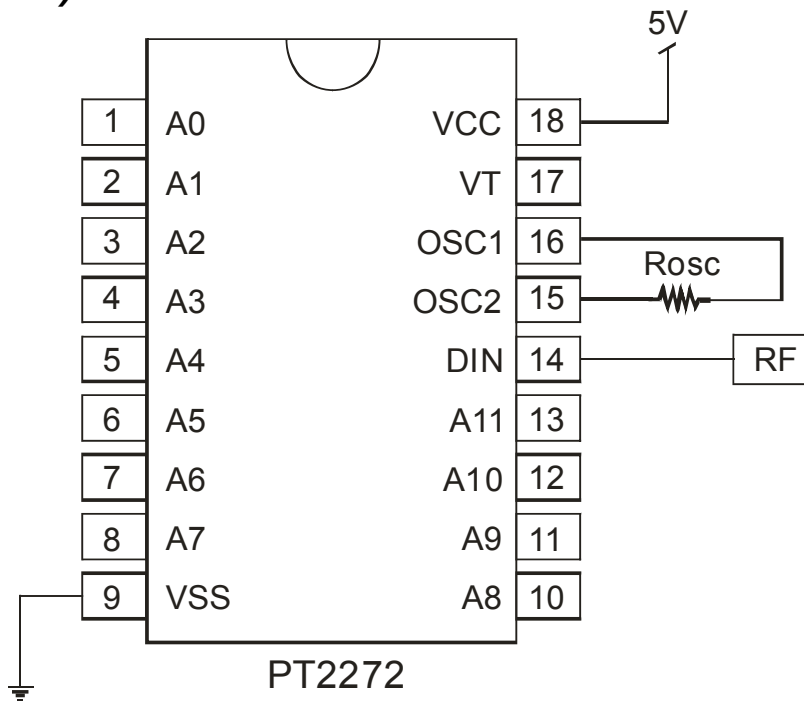 )
5V
1 A0 VCC 18
2 A1 VT 17
3 A2 OSC1 16
Rosc
4 A3 OSC2 15
5 A4 DIN 14 RF
6 A5 A11 13
7 A6 A10 12
8 A7 A9 11
9 VSS A8 10
PT2272